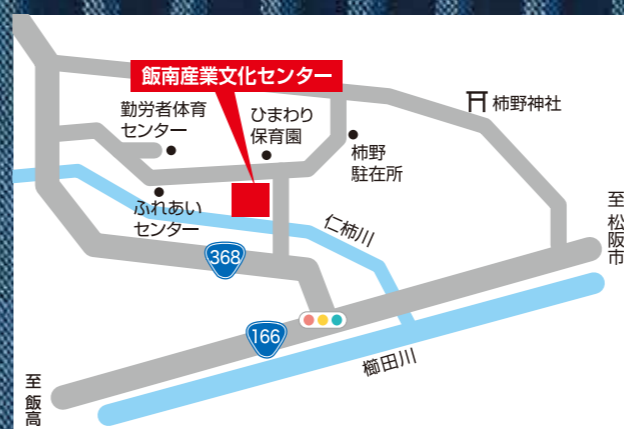 飯南産業文化センター
勤労者体育
センター
ひまわり
保育園
柿野神社
柿野
駐在所
ふれあい
センター
仁柿川
至 松阪市
368
166
櫛田川
至 飯高